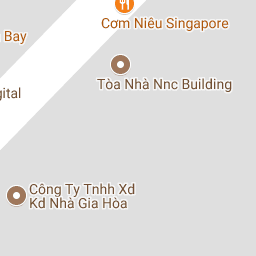 Cơm Niêu Singapore
Bay
Tòa Nhà Nnc Building
gital
Công Ty Tnhh Xd
Kd Nhà Gia Hòa